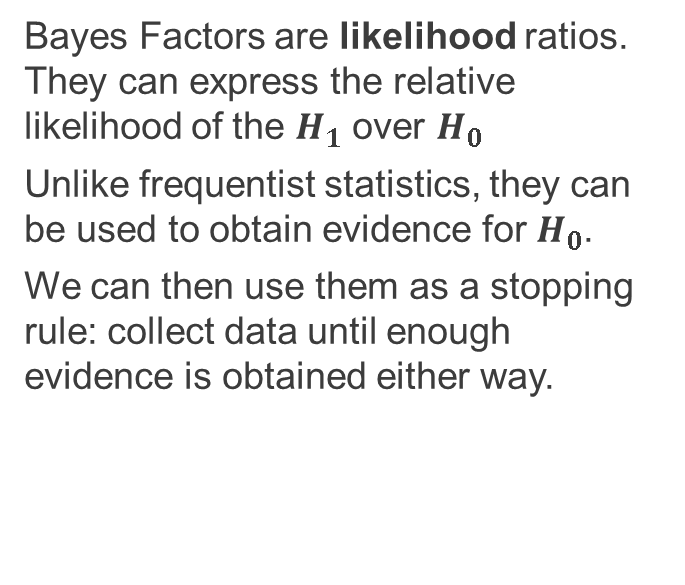 Bayes Factors are likelihood ratios.
They can express the relative
likelihood of the H₁ over H₀
Unlike frequentist statistics, they can
be used to obtain evidence for H₀.
We can then use them as a stopping
rule: collect data until enough
evidence is obtained either way.